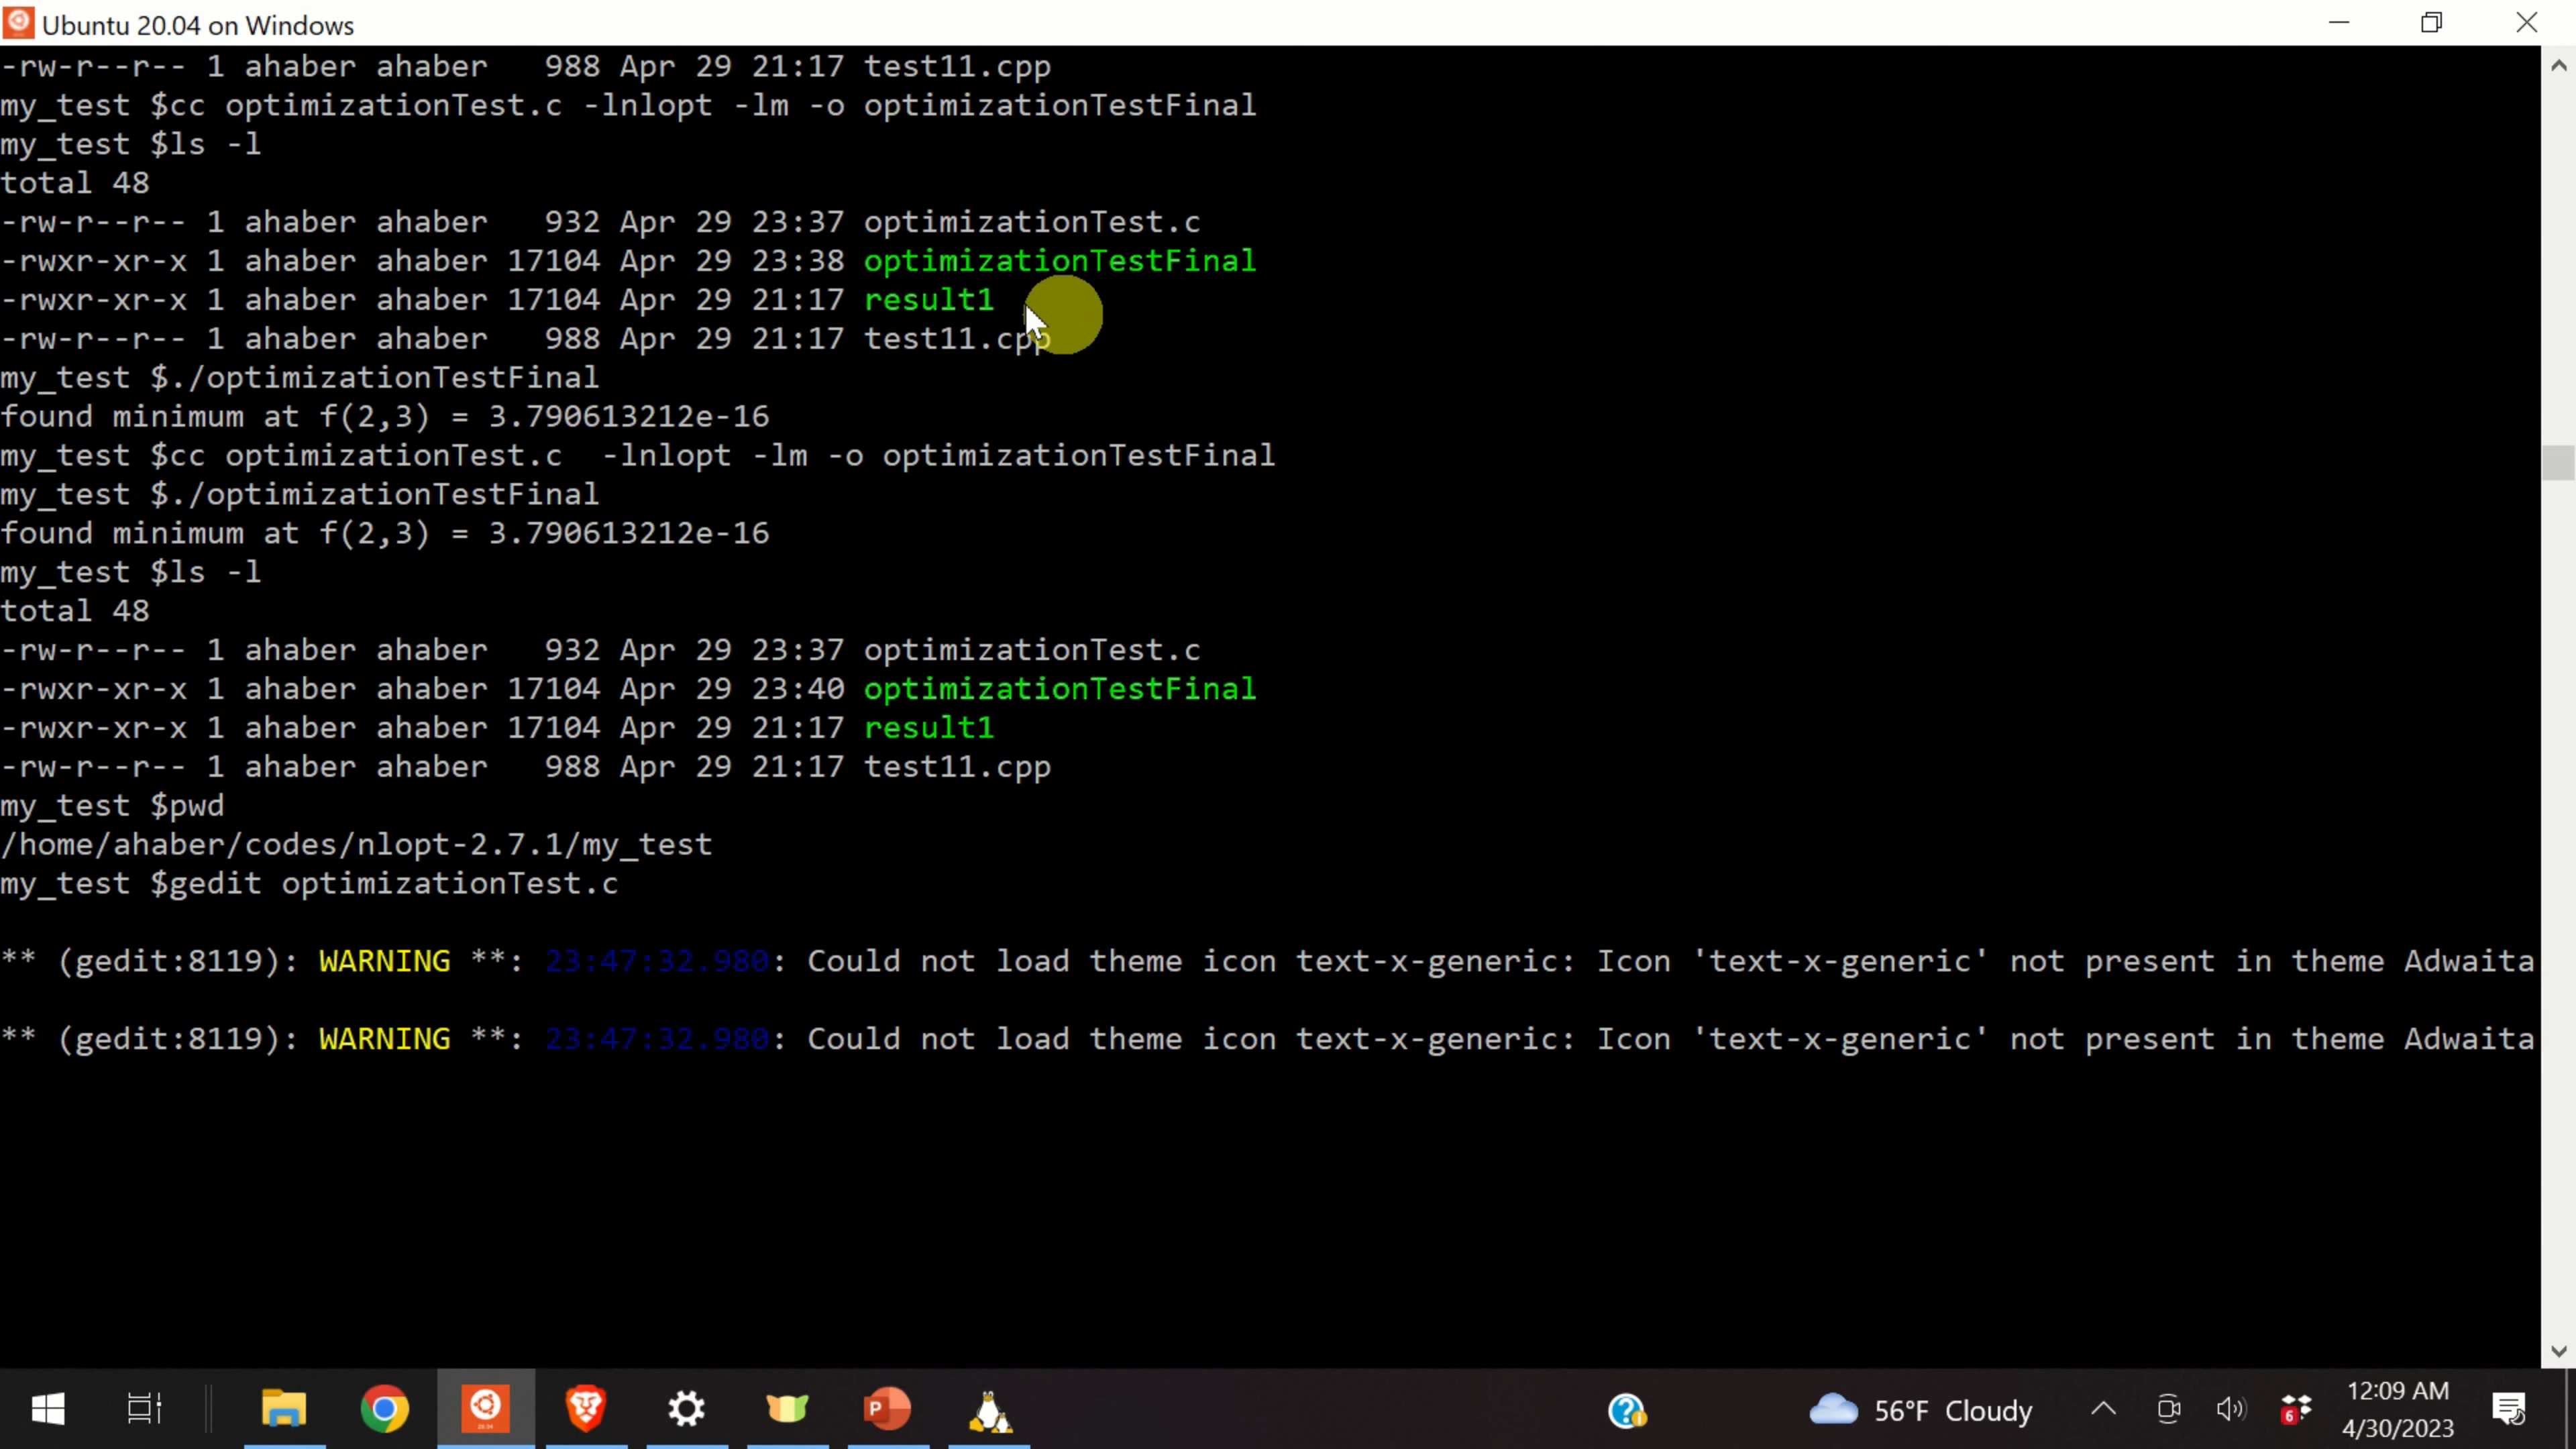 Ubuntu 20.04 on Windows
-rw-r--r-- 1 ahaber ahaber   988 Apr 29 21:17 test11.cpp
my_test $cc optimizationTest.c -lnlopt -lm -o optimizationTestFinal
my_test $ls -l
total 48
-rw-r--r-- 1 ahaber ahaber   932 Apr 29 23:37 optimizationTest.c
-rwxr-xr-x 1 ahaber ahaber 17104 Apr 29 23:38 optimizationTestFinal
-rwxr-xr-x 1 ahaber ahaber 17104 Apr 29 21:17 result1
-rw-r--r-- 1 ahaber ahaber   988 Apr 29 21:17 test11.cpp
my_test $./optimizationTestFinal
found minimum at f(2,3) = 3.790613212e-16
my_test $cc optimizationTest.c  -lnlopt -lm -o optimizationTestFinal
my_test $./optimizationTestFinal
found minimum at f(2,3) = 3.790613212e-16
my_test $ls -l
total 48
-rw-r--r-- 1 ahaber ahaber   932 Apr 29 23:37 optimizationTest.c
-rwxr-xr-x 1 ahaber ahaber 17104 Apr 29 23:40 optimizationTestFinal
-rwxr-xr-x 1 ahaber ahaber 17104 Apr 29 21:17 result1
-rw-r--r-- 1 ahaber ahaber   988 Apr 29 21:17 test11.cpp
my_test $pwd
/home/ahaber/codes/nlopt-2.7.1/my_test
my_test $gedit optimizationTest.c
** (gedit:8119): WARNING **: 23:47:32.980: Could not load theme icon text-x-generic: Icon 'text-x-generic' not present in theme Adwaita
** (gedit:8119): WARNING **: 23:47:32.980: Could not load theme icon text-x-generic: Icon 'text-x-generic' not present in theme Adwaita
56°F Cloudy
6
12:09 AM
4/30/2023